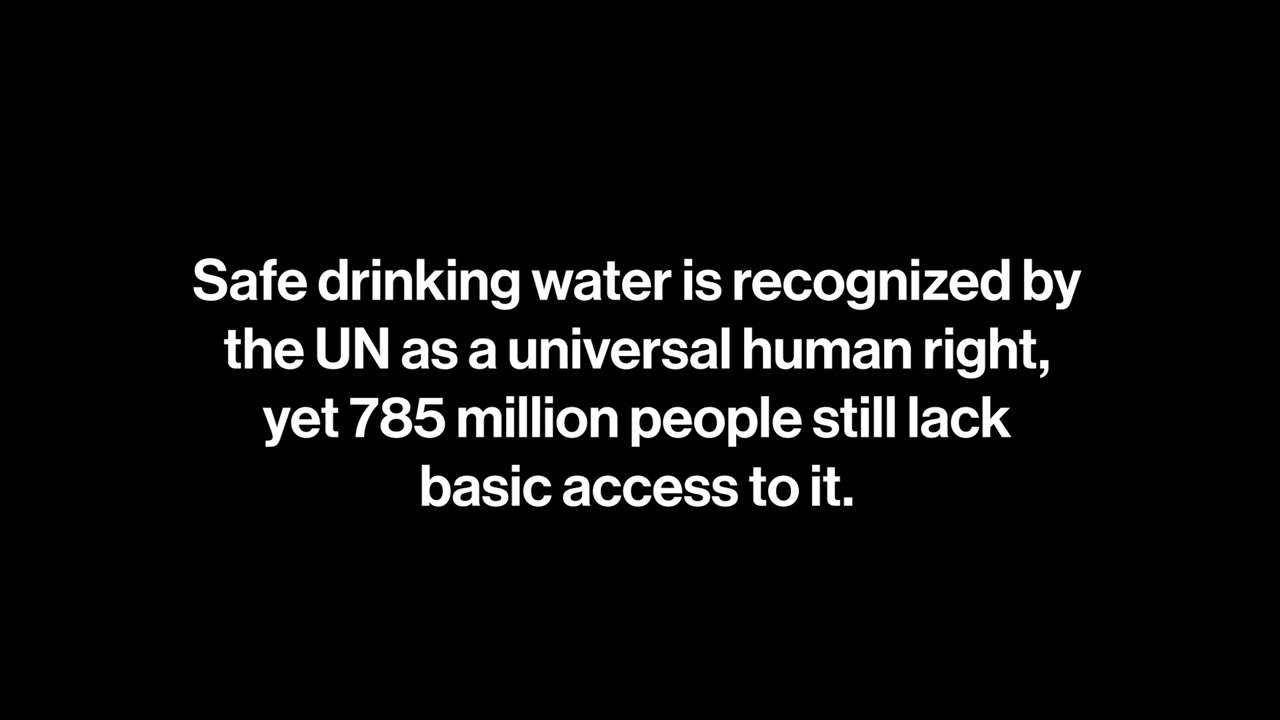 Safe drinking water is recognized by
the UN as a universal human right,
yet 785 million people still lack
basic access to it.